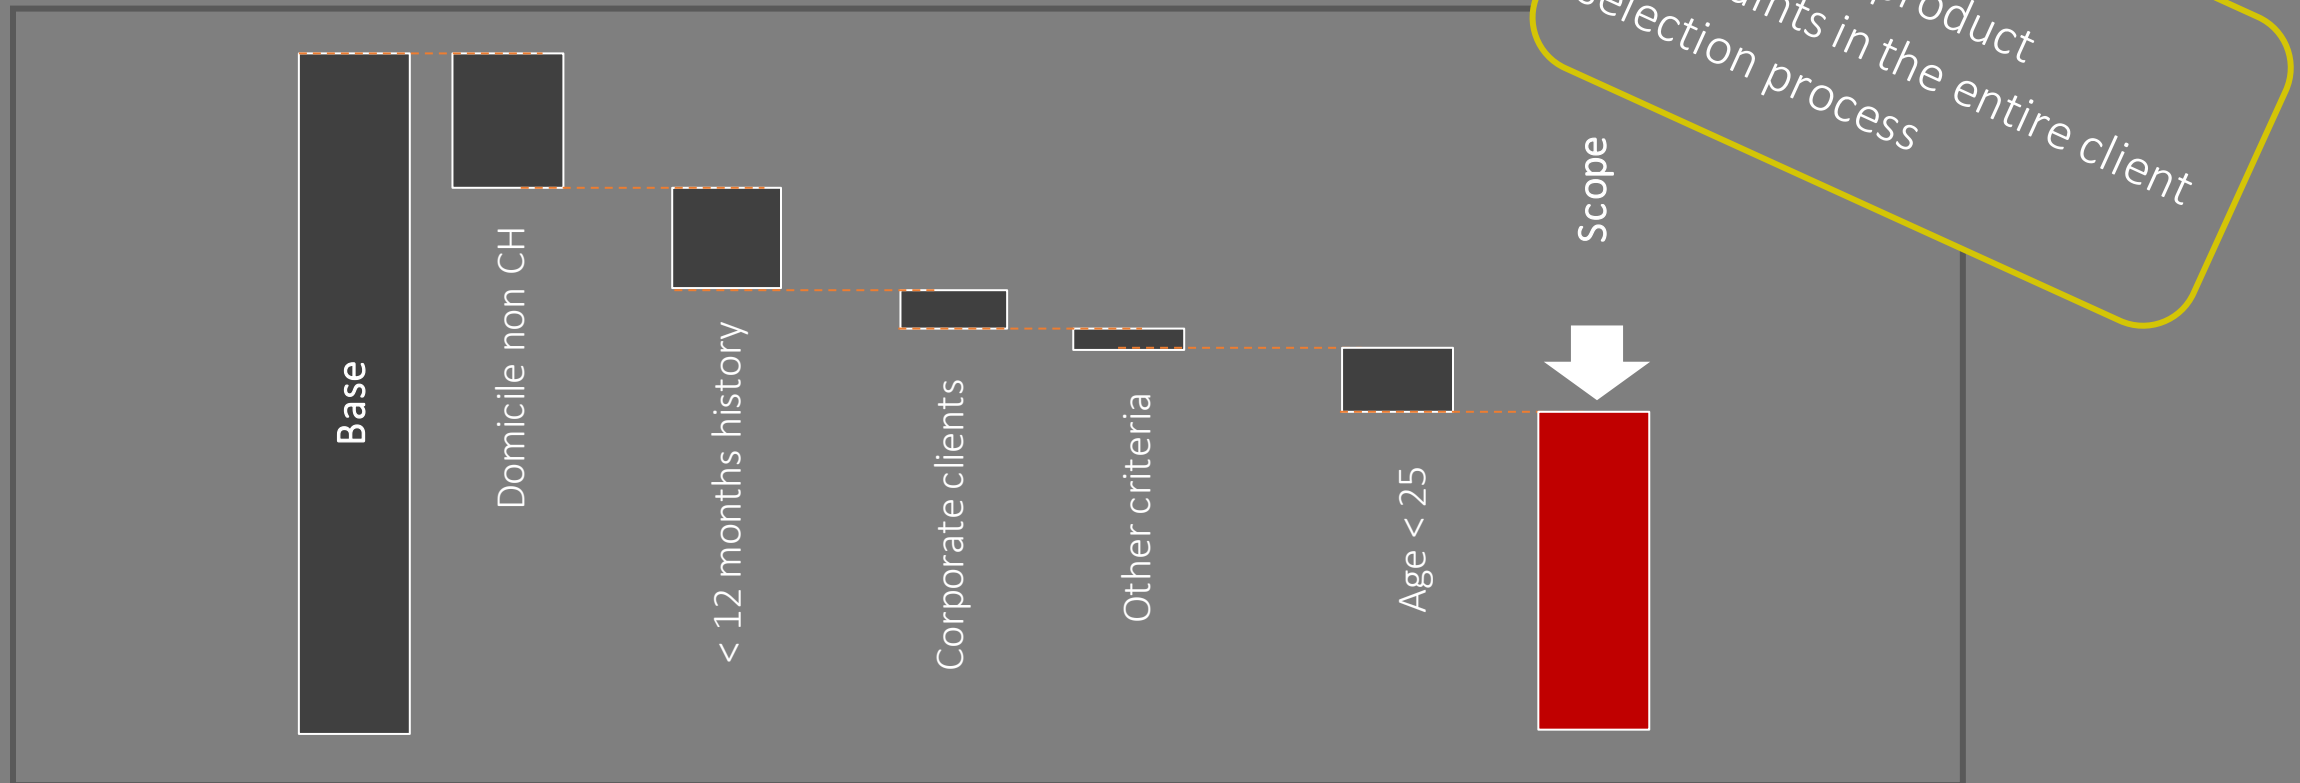 Base
Domicile non CH
< 12 months history
Corporate clients
Other criteria
Age < 25
Scope
product
in the entire client
selection process